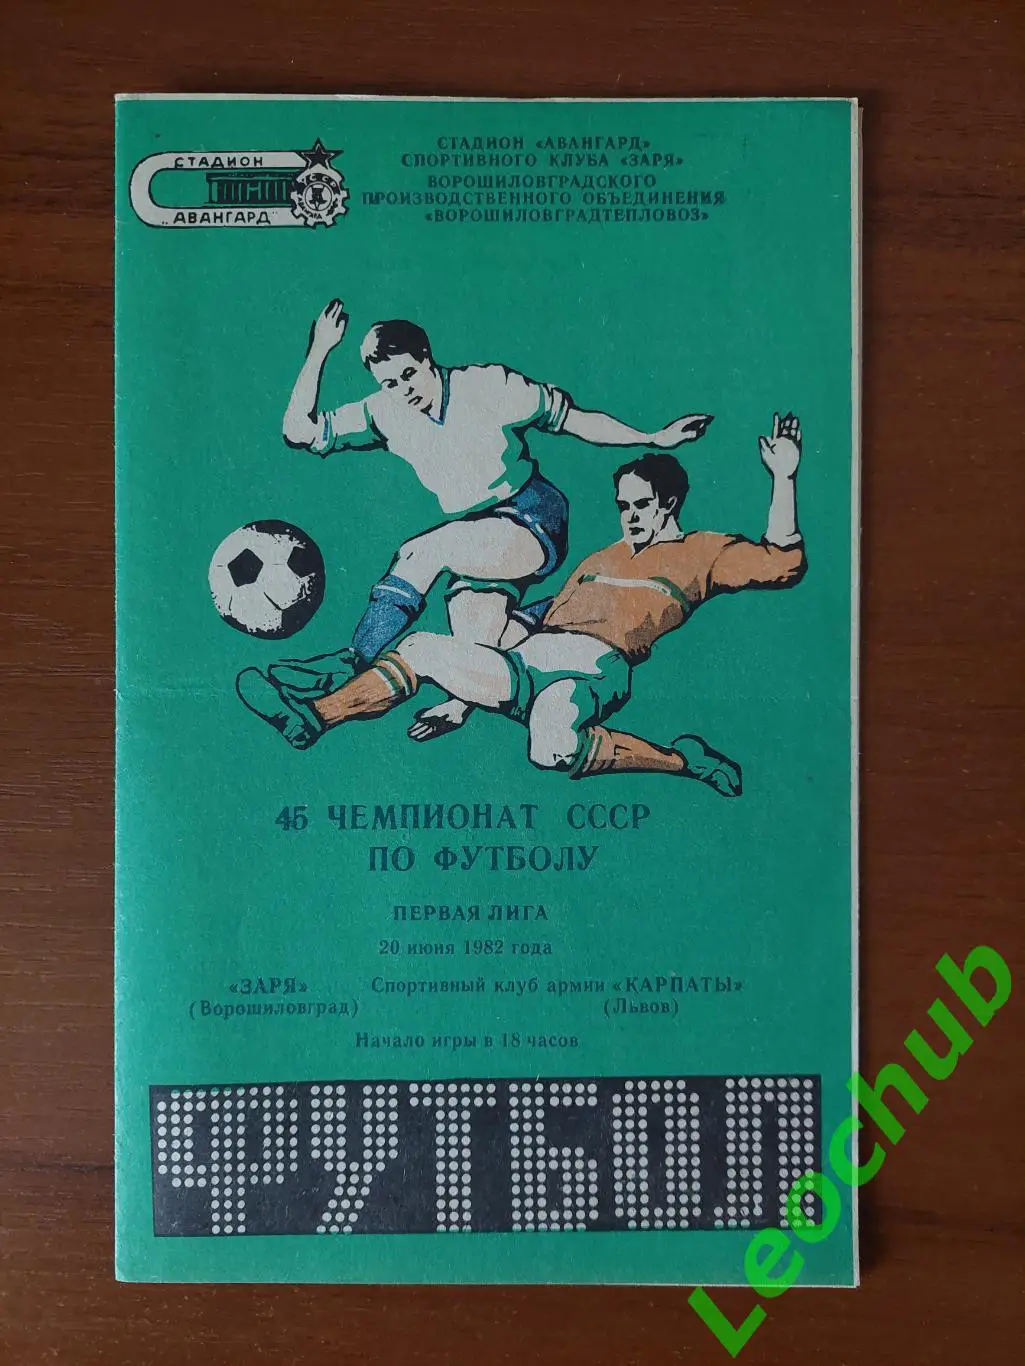 СТАДИОН
„АВАНГАРД"
СТАДИОН «АВАНГАРД»
СПОРТИВНОГО КЛУБА «ЗАРЯ»
ВОРОШИЛОВГРАДСКОГО
ПРОИЗВОДСТВЕННОГО ОБЪЕДИНЕНИЯ
«ВОРОШИЛОВГРАДТЕПЛОВОЗ»
45 ЧЕМПИОНАТ СССР
ПО ФУТБОЛУ
ПЕРВАЯ ЛИГА
20 июня 1982 года
«ЗАРЯ» Спортивный клуб армии «КАРПАТЫ»
(Ворошиловград) (Львов)
Начало игры в 18 часов
ФУТБОЛ
Leochub